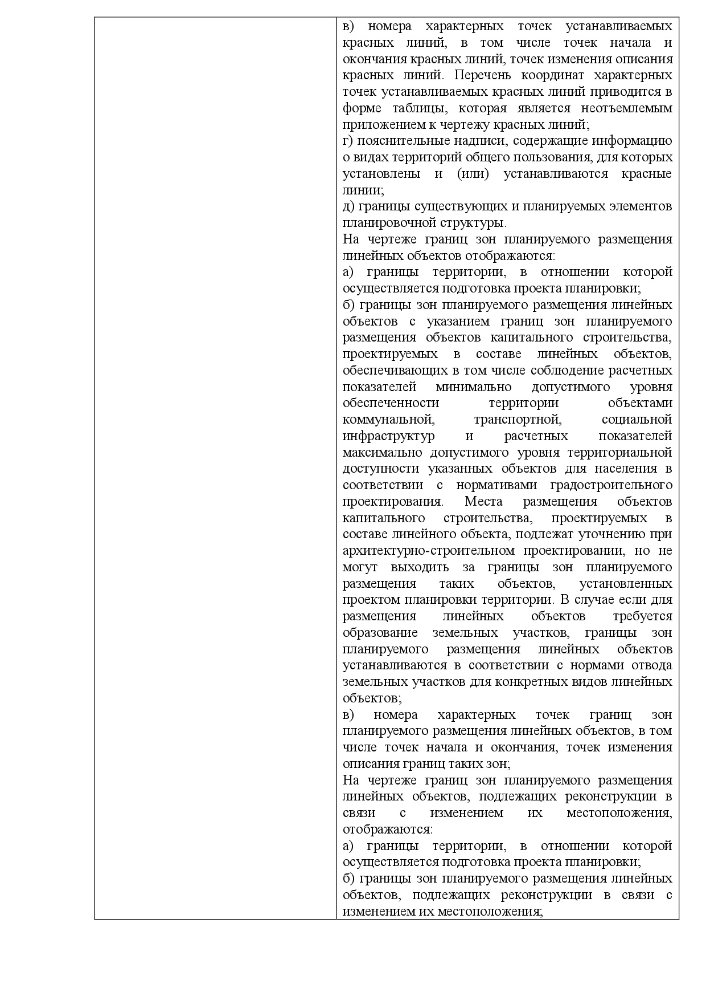 в) номера характерных точек устанавливаемых
красных линий, в том числе точек начала и
окончания красных линий, точек изменения описания
красных линий. Перечень координат характерных
точек устанавливаемых красных линий приводится в
форме таблицы, которая является неотъемлемым
приложением к чертежу красных линий;
г) пояснительные надписи, содержащие информацию
о видах территорий общего пользования, для которых
установлены и (или) устанавливаются красные
линии;
д) границы существующих и планируемых элементов
планировочной структуры.
На чертеже границ зон планируемого размещения
линейных объектов отображаются:
а) границы территории, в отношении которой
осуществляется подготовка проекта планировки;
б) границы зон планируемого размещения линейных
объектов с указанием границ зон планируемого
размещения объектов капитального строительства,
проектируемых в составе линейных объектов,
обеспечивающих в том числе соблюдение расчетных
показателей минимально допустимого уровня
обеспеченности территории объектами
коммунальной, транспортной, социальной
инфраструктур и расчетных показателей
максимально допустимого уровня территориальной
доступности указанных объектов для населения в
соответствии с нормативами градостроительного
проектирования. Места размещения объектов
капитального строительства, проектируемых в
составе линейного объекта, подлежат уточнению при
архитектурно-строительном проектировании, но не
могут выходить за границы зон планируемого
размещения таких объектов, установленных
проектом планировки территории. В случае если для
размещения линейных объектов требуется
образование земельных участков, границы зон
планируемого размещения линейных объектов
устанавливаются в соответствии с нормами отвода
земельных участков для конкретных видов линейных
объектов;
в) номера характерных точек границ зон
планируемого размещения линейных объектов, в том
числе точек начала и окончания, точек изменения
описания границ таких зон;
На чертеже границ зон планируемого размещения
линейных объектов, подлежащих реконструкции в
связи с изменением их местоположения,
отображаются:
а) границы территории, в отношении которой
осуществляется подготовка проекта планировки;
б) границы зон планируемого размещения линейных
объектов, подлежащих реконструкции в связи с
изменением их местоположения;